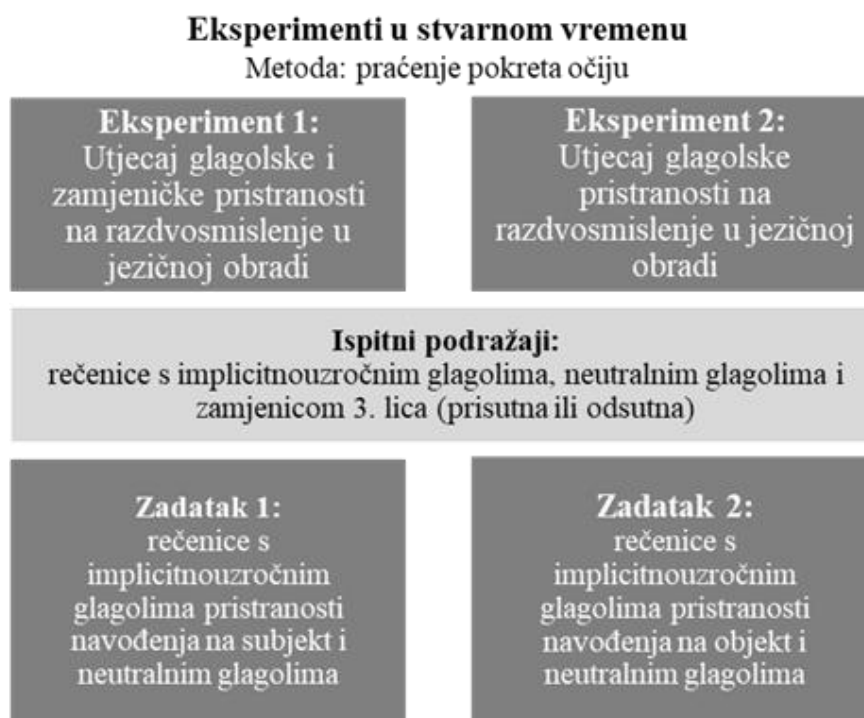 Eksperimenti u stvarnom vremenu
Metoda: praćenje pokreta očiju
Eksperiment 1:
Utjecaj glagolske i
zamjeničke pristranosti
na razdvosmislenje u
jezičnoj obradi
Eksperiment 2:
Utjecaj glagolske
pristranosti na
razdvosmislenje u jezičnoj
obradi
Ispitni podražaji:
rečenice s implicitnouzročnim glagolima, neutralnim glagolima i
zamjenicom 3. lica (prisutna ili odsutna)
Zadatak 1:
rečenice s
implicitnouzročnim
glagolima pristranosti
navođenja na subjekt i
neutralnim glagolima
Zadatak 2:
rečenice s
implicitnouzročnim
glagolima pristranosti
navođenja na objekt i
neutralnim glagolima